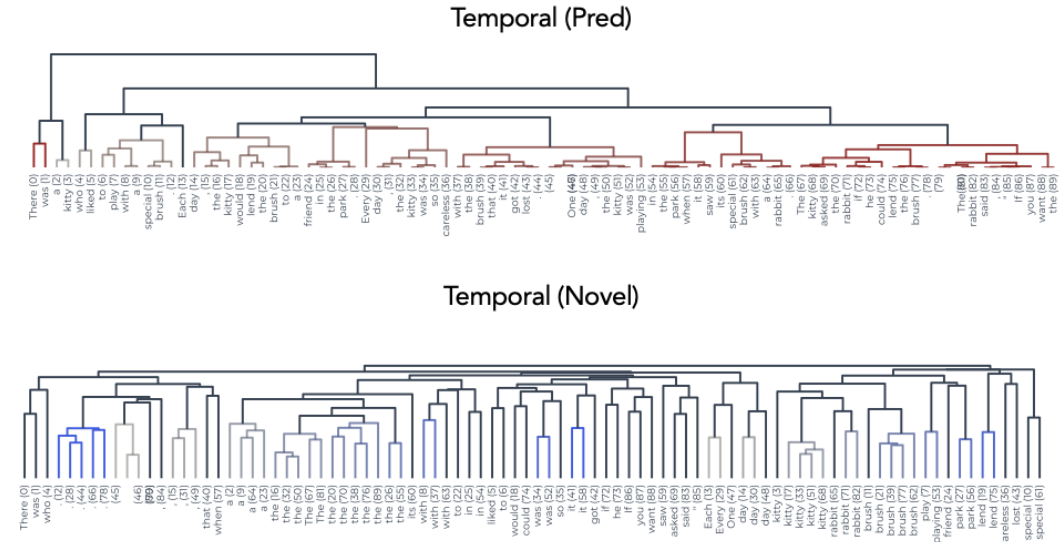 Temporal (Pred)
There (0)
was (1)
a (2)
kitty (3)
who (4)
liked (5)
to (6)
play (7)
with (8)
a (9)
special (10)
brush (11)
. (12)
Each (13)
day (14)
, (15)
the (16)
kitty (17)
would (18)
lend (19)
the (20)
brush (21)
to (22)
a (23)
friend (24)
in (25)
the (26)
park (27)
. (28)
Every (29)
day (30)
, (31)
the (32)
kitty (33)
was (34)
so (35)
careless (36)
with (37)
the (38)
brush (39)
that (40)
it (41)
got (42)
lost (43)
. (44)
(45)
One (47)
day (48)
, (49)
the (50)
kitty (51)
was (52)
playing (53)
in (54)
the (55)
park (56)
when (57)
it (58)
saw (59)
its (60)
special (61)
brush (62)
with (63)
a (64)
rabbit (65)
. (66)
The (67)
kitty (68)
asked (69)
the (70)
rabbit (71)
if (72)
he (73)
could (74)
lend (75)
the (76)
brush (77)
. (78)
(79)
rabbit (82)
said (83)
, (84)
" (85)
If (86)
you (87)
want (88)
the (89)
Temporal (Novel)
There (0)
was (1)
who (4)
. (12)
. (28)
. (44)
. (66)
. (78)
(45)
(46)
, (84)
, (15)
, (31)
, (49)
that (40)
when (57)
a (2)
a (9)
a (64)
a (23)
the (16)
the (32)
the (50)
The (67)
The (81)
the (20)
the (70)
the (38)
the (76)
the (89)
the (26)
the (55)
its (60)
with (8)
with (37)
with (63)
to (22)
in (25)
in (54)
liked (5)
to (6)
would (18)
could (74)
was (34)
was (52)
so (35)
it (41)
it (58)
got (42)
if (72)
he (73)
If (86)
you (87)
want (88)
saw (59)
asked (69)
said (83)
" (85)
Each (13)
Every (29)
One (47)
day (14)
day (30)
day (48)
kitty (3)
kitty (17)
kitty (33)
kitty (51)
kitty (68)
rabbit (65)
rabbit (71)
rabbit (82)
brush (11)
brush (21)
brush (39)
brush (77)
brush (62)
play (7)
playing (53)
friend (24)
park (27)
park (56)
lend (19)
lend (75)
careless (36)
lost (43)
special (10)
special (61)